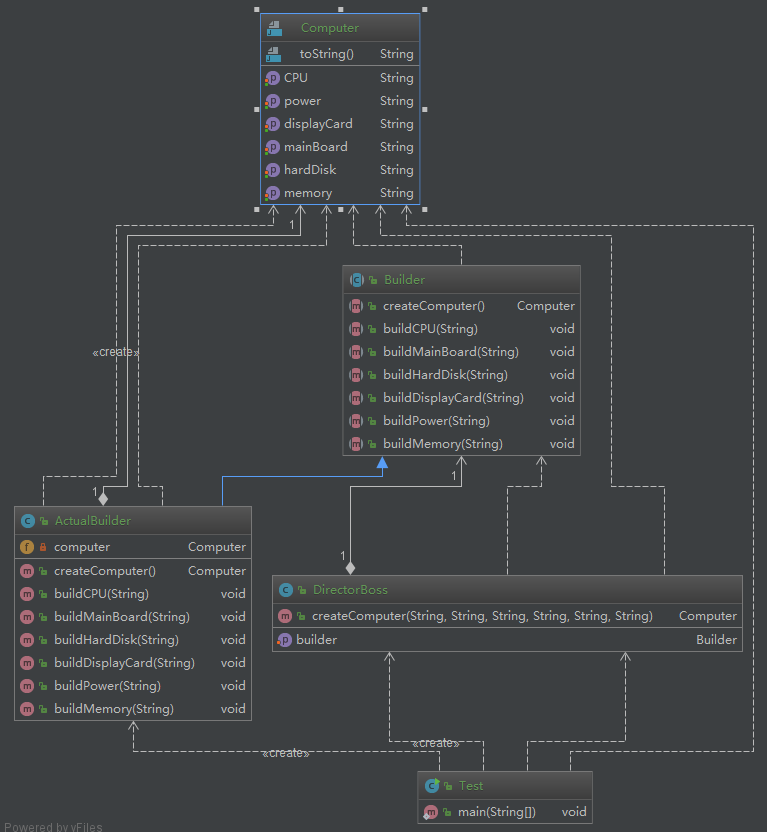 Computer
toString() String
CPU String
power String
displayCard String
mainBoard String
hardDisk String
memory String
1
Builder
createComputer() Computer
buildCPU(String) void
buildMainBoard(String) void
buildHardDisk(String) void
buildDisplayCard(String) void
buildPower(String) void
buildMemory(String) void
«create»
1
1
ActualBuilder
computer Computer
createComputer() Computer
buildCPU(String) void
buildMainBoard(String) void
buildHardDisk(String) void
buildDisplayCard(String) void
buildPower(String) void
buildMemory(String) void
1
DirectorBoss
createComputer(String, String, String, String, String, String) Computer
builder Builder
«create»
«create»
Test
main(String[]) void
Powered by yFiles